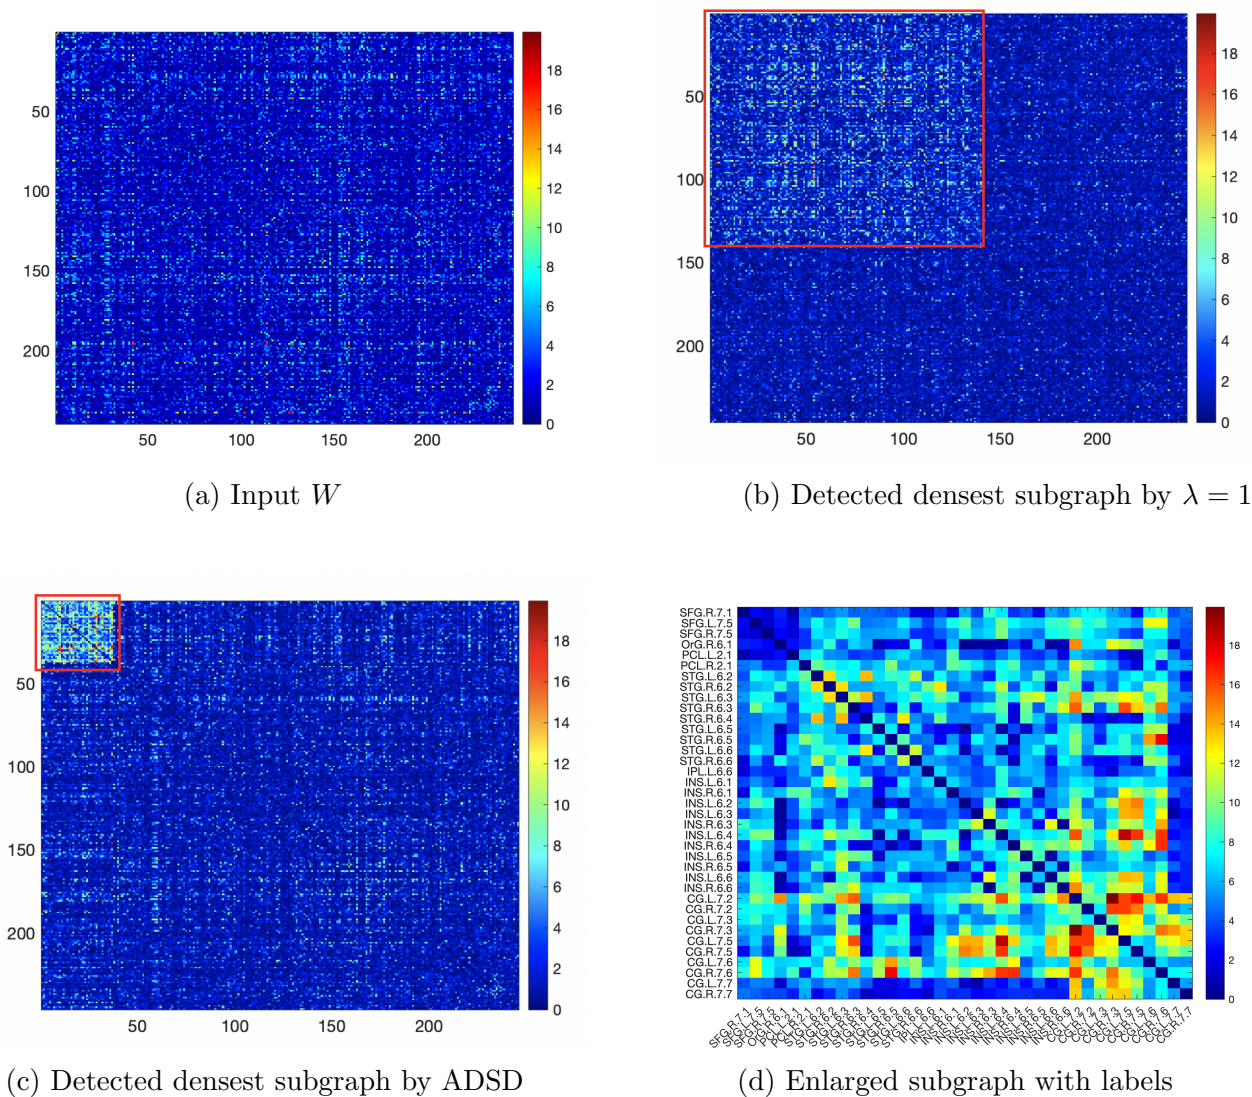 50
100
150
200
50
100
150
200
18
16
14
12
10
8
6
4
2
0
(a) Input W
50
100
150
200
50
100
150
200
18
16
14
12
10
8
6
4
2
0
(b) Detected densest subgraph by λ = 1
50
100
150
200
50
100
150
200
18
16
14
12
10
8
6
4
2
0
(c) Detected densest subgraph by ADSD
SFG.R.7.1
SFG.L.7.5
SFG.R.7.5
OrG.R.6.1
PCL.L.2.1
PCL.R.2.1
STG.L.6.2
STG.R.6.2
STG.L.6.3
STG.R.6.3
STG.R.6.4
STG.L.6.5
STG.R.6.5
STG.L.6.6
STG.R.6.6
IPL.L.6.6
INS.L.6.1
INS.R.6.1
INS.L.6.2
INS.L.6.3
INS.R.6.3
INS.L.6.4
INS.R.6.4
INS.L.6.5
INS.R.6.5
INS.L.6.6
INS.R.6.6
CG.L.7.2
CG.R.7.2
CG.L.7.3
CG.R.7.3
CG.L.7.5
CG.R.7.5
CG.L.7.6
CG.R.7.6
CG.L.7.7
CG.R.7.7
18
16
14
12
10
8
6
4
2
0
(d) Enlarged subgraph with labels